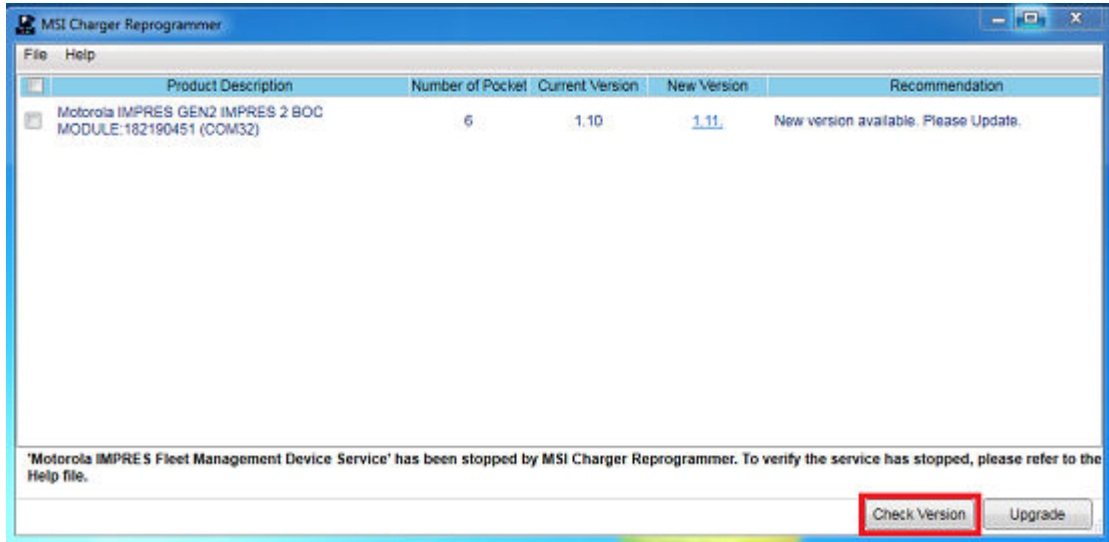 MSI Charger Reprogrammer
File Help
Product Description Number of Pocket Current Version New Version Recommendation
Motorola IMPRES GEN2 IMPRES 2 BOC
MODULE:182190451 (COM32) 6 1.10 1.11. New version available. Please Update.
'Motorola IMPRES Fleet Management Device Service' has been stopped by MSI Charger Reprogrammer. To verify the service has stopped, please refer to the
Help file.
Check Version Upgrade